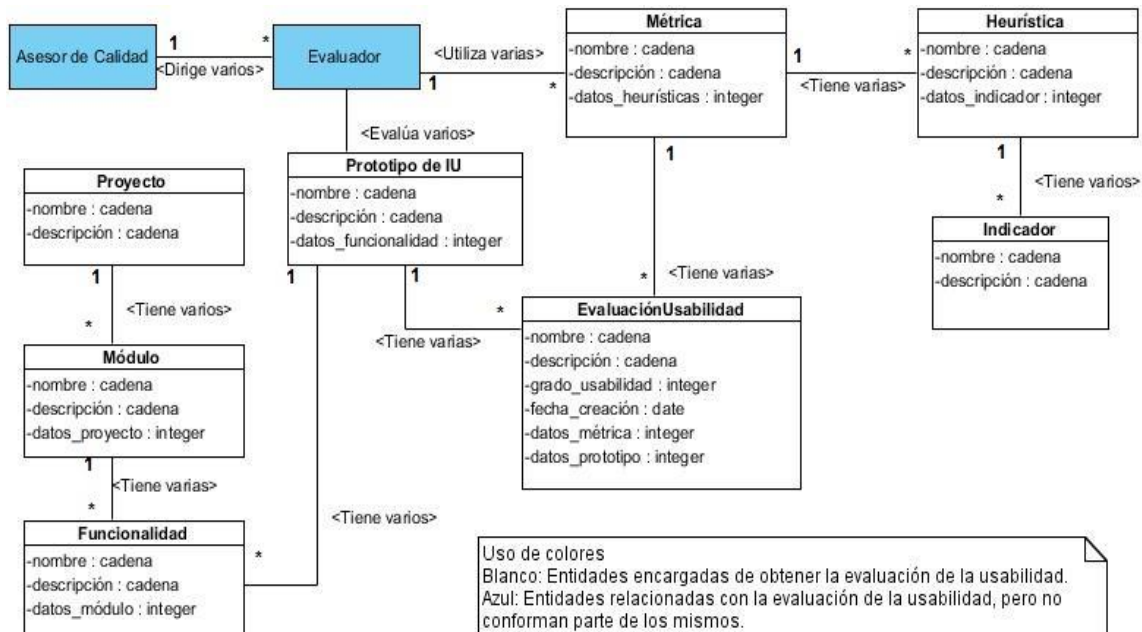 Asesor de Calidad
1
*
<Dirige varios>
Evaluador
<Utiliza varias>
1
*
Métrica
-nombre : cadena
-descripción : cadena
-datos_heurísticas : integer
1
*
<Tiene varias>
Heurística
-nombre : cadena
-descripción : cadena
-datos_indicador : integer
1
<Tiene varios>
*
Indicador
-nombre : cadena
-descripción : cadena
<Evalúa varios>
Prototipo de IU
-nombre : cadena
-descripción : cadena
-datos_funcionalidad : integer
1
1
1
*
<Tiene varias>
*
<Tiene varias>
EvaluaciónUsabilidad
-nombre : cadena
-descripción : cadena
-grado_usabilidad : integer
-fecha_creación : date
-datos_métrica : integer
-datos_prototipo : integer
Proyecto
-nombre : cadena
-descripción : cadena
1
<Tiene varios>
*
Módulo
-nombre : cadena
-descripción : cadena
-datos_proyecto : integer
1
<Tiene varias>
*
Funcionalidad
-nombre : cadena
-descripción : cadena
-datos_módulo : integer
*
<Tiene varios>
Uso de colores
Blanco: Entidades encargadas de obtener la evaluación de la usabilidad.
Azul: Entidades relacionadas con la evaluación de la usabilidad, pero no
conforman parte de los mismos.